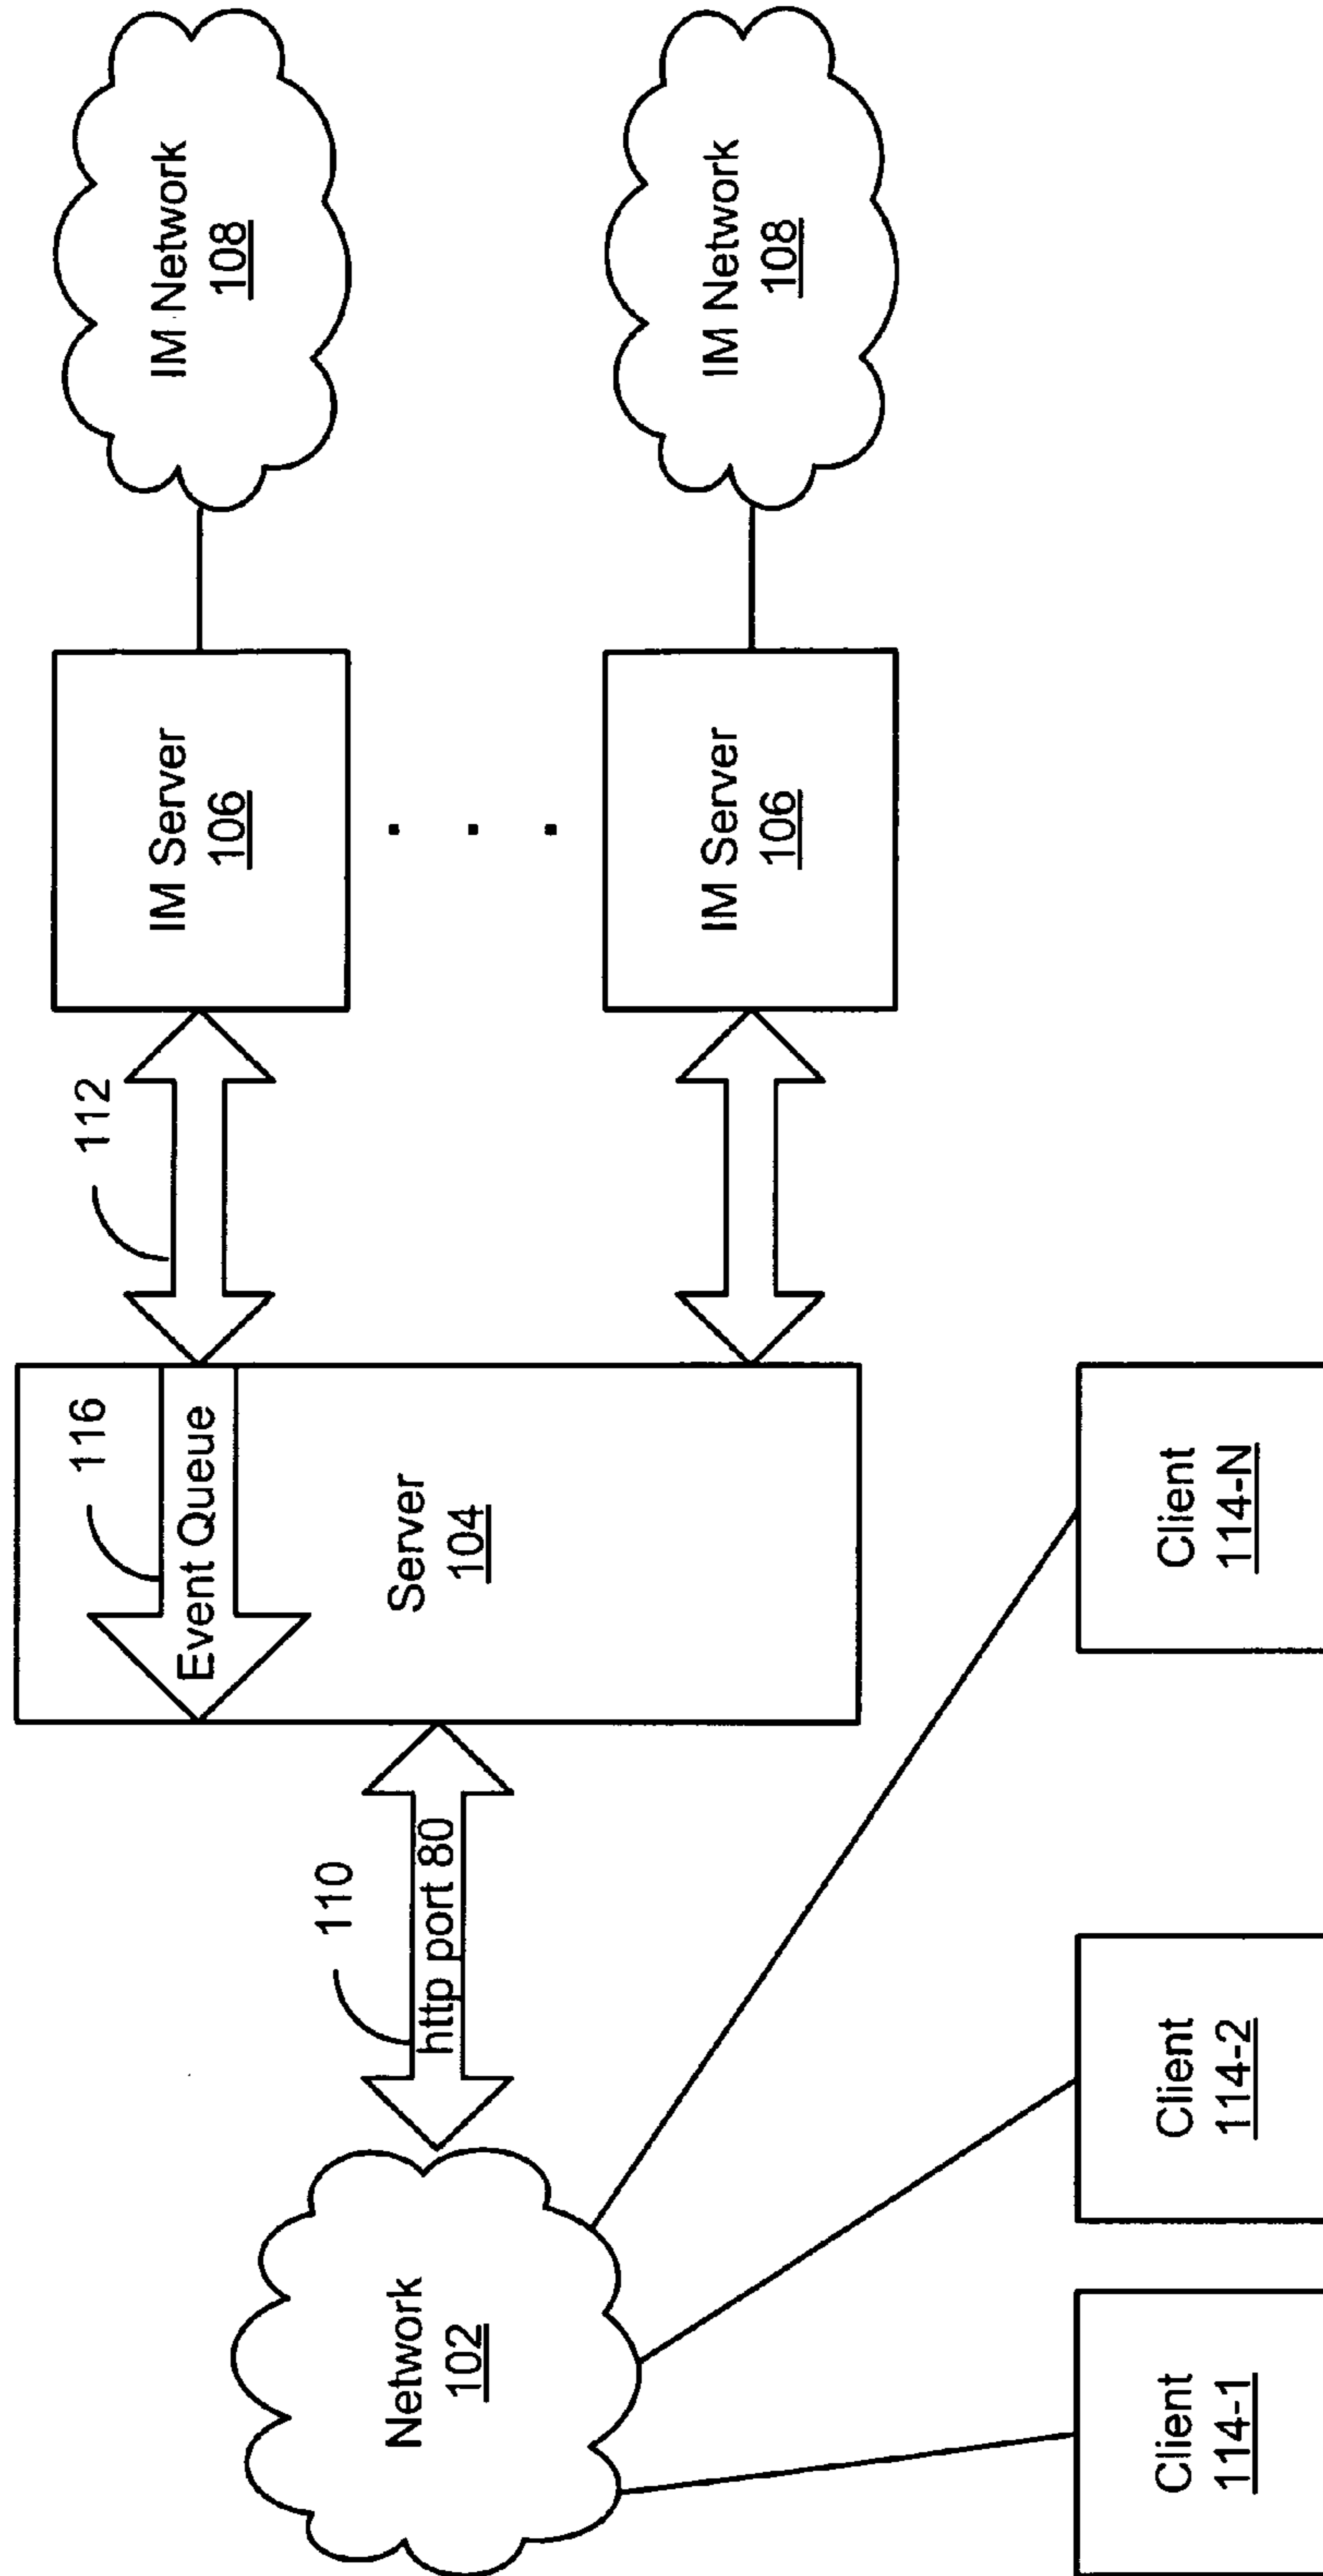 IM Network
108
IM Network
108
IM Server
106
. . .
IM Server
106
112
116
Event Queue
Server
104
110
http port 80
Network
102
Client
114-1
Client
114-2
Client
114-N